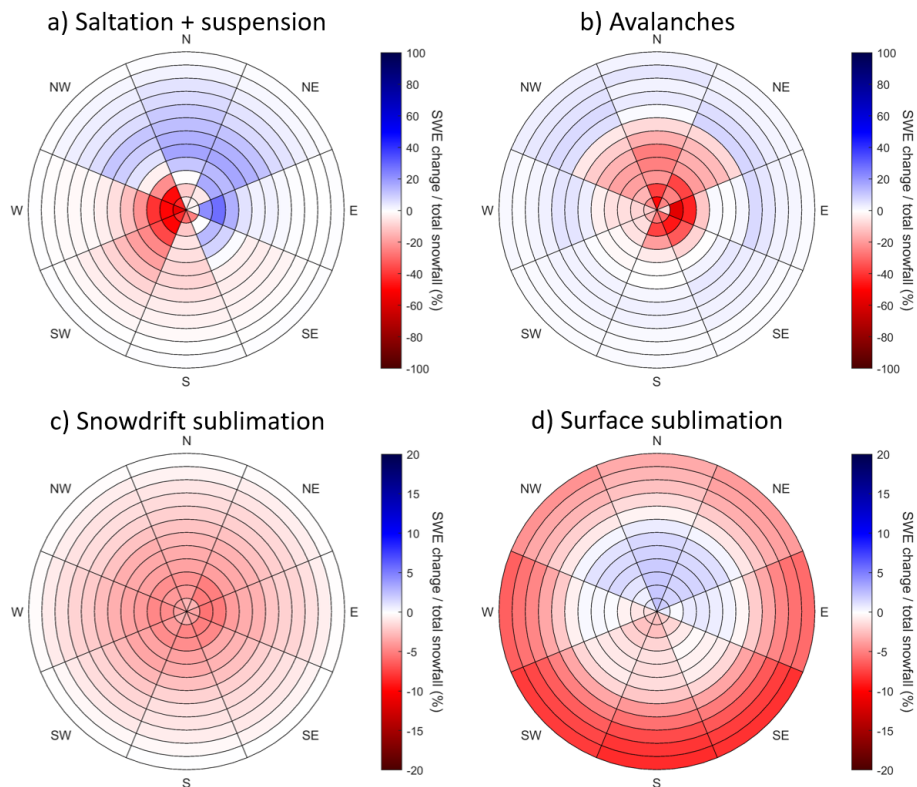 a) Saltation + suspension
N
NE
E
SE
S
SW
W
NW
100
80
60
40
20
0
-20
-40
-60
-80
-100
SWE change / total snowfall (%)
b) Avalanches
N
NE
E
SE
S
SW
W
NW
100
80
60
40
20
0
-20
-40
-60
-80
-100
SWE change / total snowfall (%)
c) Snowdrift sublimation
N
NE
E
SE
S
SW
W
NW
20
15
10
5
0
-5
-10
-15
-20
SWE change / total snowfall (%)
d) Surface sublimation
N
NE
E
SE
S
SW
W
NW
20
15
10
5
0
-5
-10
-15
-20
SWE change / total snowfall (%)